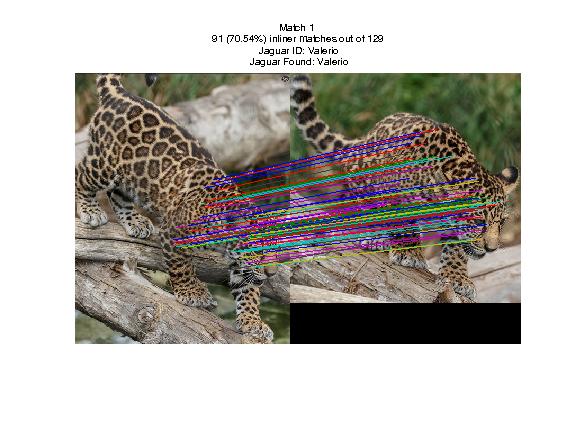 Match 1
91 (70.54%) inliner matches out of 129
Jaguar ID: Valerio
Jaguar Found: Valerio